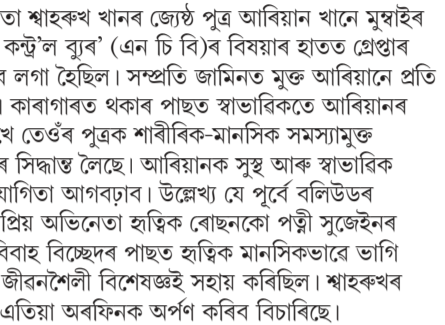 তা শ্বাহৰুখ খানৰ জ্যেষ্ঠ পুত্ৰ আৰিয়ান খানে মুম্বাইৰ
কন্ট্ৰ’ল ব্যুৰ’ (এন চি বি)ৰ বিষয়াৰ হাতত গ্ৰেপ্তাৰ
লগা হৈছিল। সম্প্ৰতি জামিনত মুক্ত আৰিয়ানে প্ৰতি
। কাৰাগাৰত থকাৰ পাছত স্বাভাৱিকতে আৰিয়ানৰ
খে তেওঁৰ পুত্ৰক শাৰীৰিক-মানসিক সমস্যামুক্ত
ৰ সিদ্ধান্ত লৈছে। আৰিয়ানক সুস্থ আৰু স্বাভাৱিক
যোগিতা আগবঢ়াব। উল্লেখ্য যে পূৰ্বে বলিউডৰ
প্ৰিয় অভিনেতা হৃত্বিক ৰোছনকো পত্নী সুজেইনৰ
বিবাহ বিচ্ছেদৰ পাছত হৃত্বিক মানসিকভাৱে ভাগি
জীৱনশৈলী বিশেষজ্ঞই সহায় কৰিছিল। শ্বাহৰুখৰ
এতিয়া অৰফিনক অৰ্পণ কৰিব বিচাৰিছে।